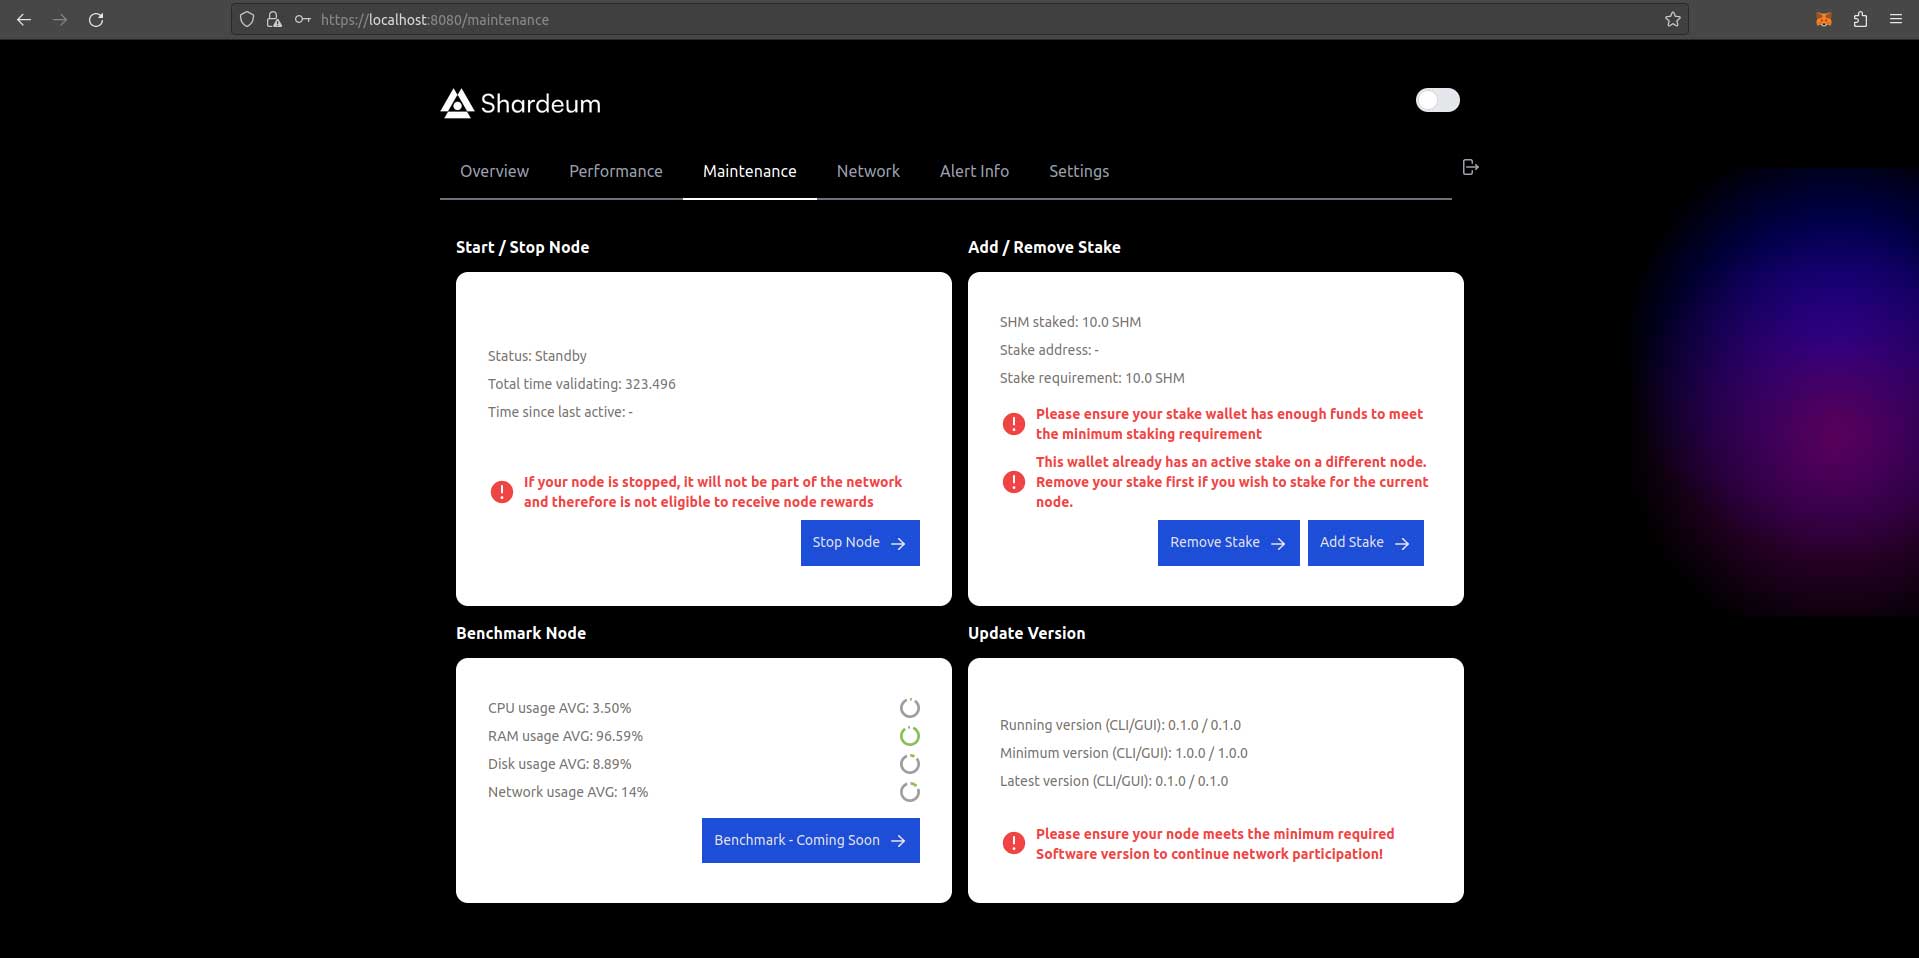 https://localhost:8080/maintenance
Shardeum
Overview Performance Maintenance Network Alert Info Settings
Start / Stop Node
Status: Standby
Total time validating: 323.496
Time since last active: -
If your node is stopped, it will not be part of the network
and therefore is not eligible to receive node rewards
Stop Node
Add / Remove Stake
SHM staked: 10.0 SHM
Stake address: -
Stake requirement: 10.0 SHM
Please ensure your stake wallet has enough funds to meet
the minimum staking requirement
This wallet already has an active stake on a different node.
Remove your stake first if you wish to stake for the current
node.
Remove Stake Add Stake
Benchmark Node
CPU usage AVG: 3.50%
RAM usage AVG: 96.59%
Disk usage AVG: 8.89%
Network usage AVG: 14%
Benchmark - Coming Soon
Update Version
Running version (CLI/GUI): 0.1.0 / 0.1.0
Minimum version (CLI/GUI): 1.0.0 / 1.0.0
Latest version (CLI/GUI): 0.1.0 / 0.1.0
Please ensure your node meets the minimum required
Software version to continue network participation!